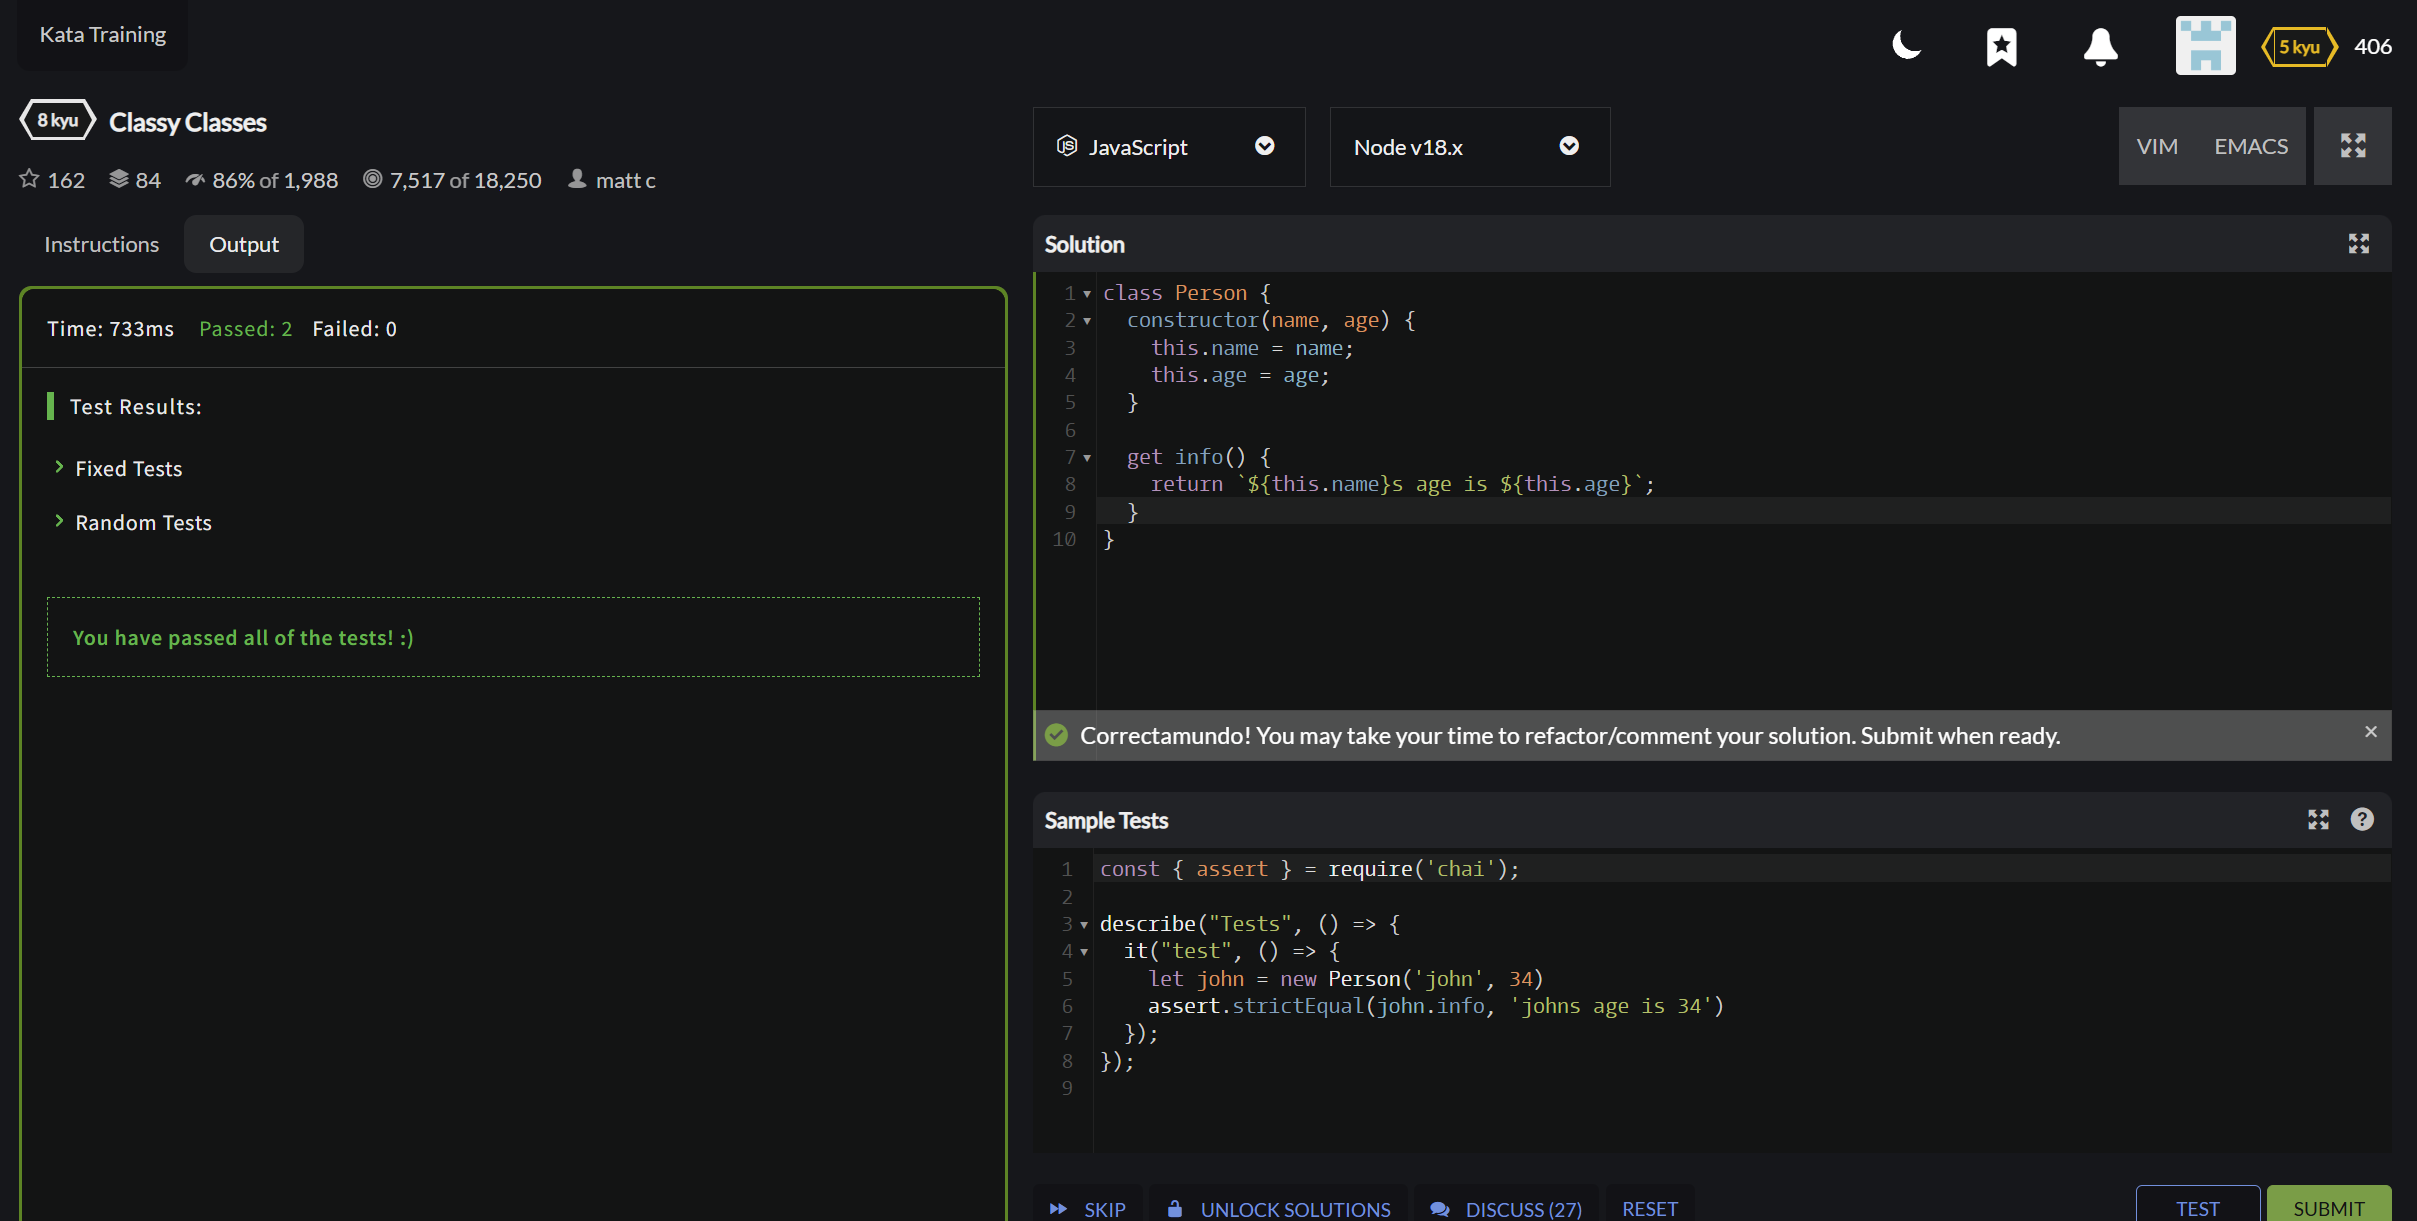 Kata Training
5 kyu 406
8 kyu Classy Classes
162 84 86% of 1,988 7,517 of 18,250 matt c
Instructions Output
Time: 733ms Passed: 2 Failed: 0
Test Results:
Fixed Tests
Random Tests
You have passed all of the tests! :)
JavaScript Node v18.x VIM EMACS
Solution
1 class Person {
2   constructor(name, age) {
3     this.name = name;
4     this.age = age;
5   }
6
7   get info() {
8     return `${this.name}s age is ${this.age}`;
9   }
10 }
Correctamundo! You may take your time to refactor/comment your solution. Submit when ready. ×
Sample Tests ?
1 const { assert } = require('chai');
2
3 describe("Tests", () => {
4   it("test", () => {
5     let john = new Person('john', 34)
6     assert.strictEqual(john.info, 'johns age is 34')
7   });
8 });
9
SKIP UNLOCK SOLUTIONS DISCUSS (27) RESET TEST SUBMIT